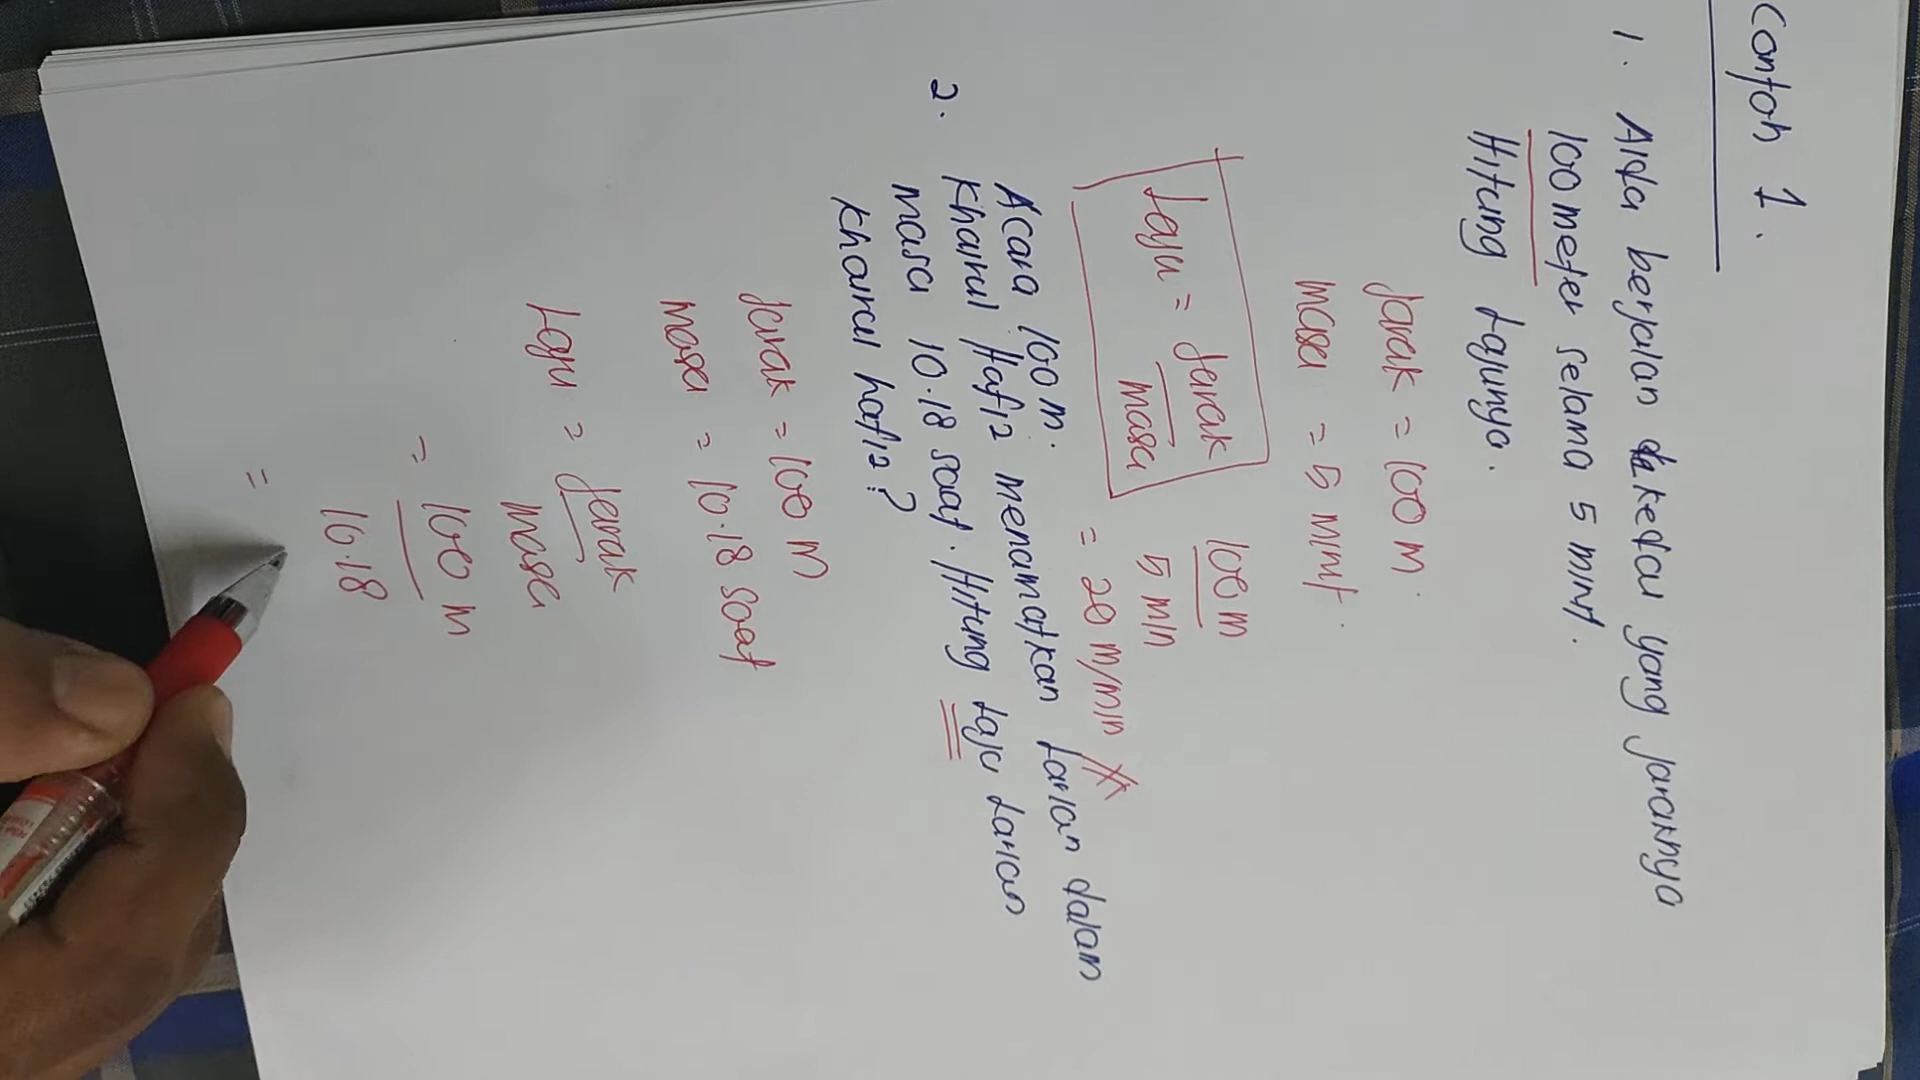 Contoh 1.
1. Aida berjalan ke kedai yang jaraknya
100 meter selama 5 minit.
Hitung lajunya.
Jarak = 100 m.
masa = 5 minit.
Laju = Jarak
masa
100 m
5 min
= 20 m/min
2. Acara 100 m.
Khairul Hafiz menamatkan larian dalam
masa 10.18 saat. Hitung laju larian
Khairul hafiz?
Jarak = 100 m
masa = 10.18 saat
Laju = Jarak
masa
= 100 m
10.18
=